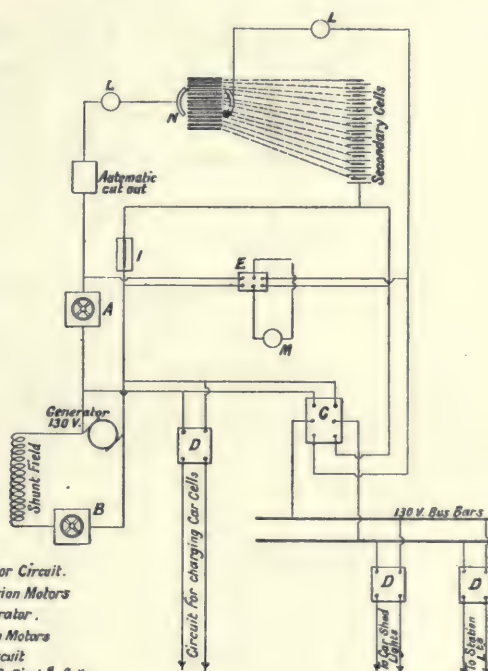 L
L
N
Secondary Cells
Automatic
cut out
I
E
A
M
Generator
130 V.
G
D
Shunt Field
B
Circuit for charging Car Cells
130 V. Bus Bars
D
D
To Car Shed
Lights
To Station
or Circuit.
ion Motors
rator.
Motors
cuit